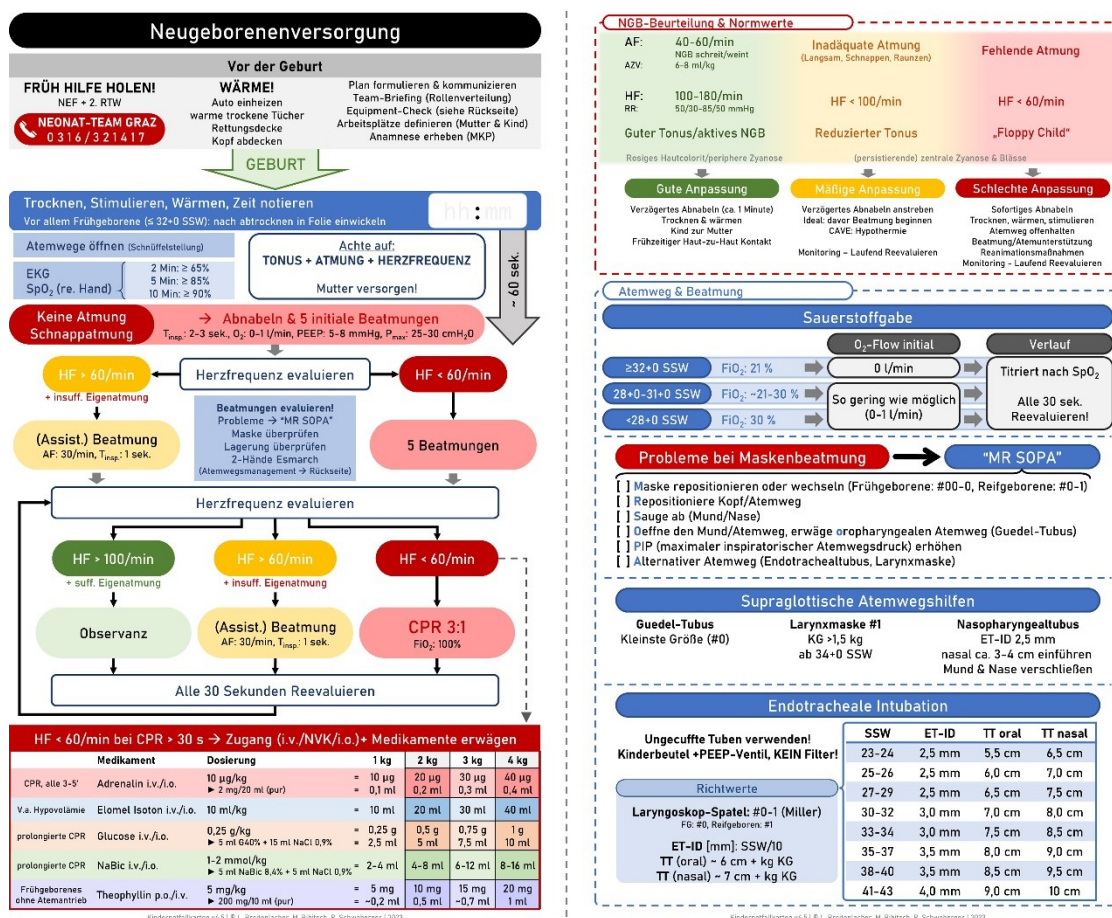 Neugeborenenversorgung
Vor der Geburt
FRÜH HILFE HOLEN!
NEF + 2. RTW
NEONAT-TEAM GRAZ
0316/321417
WÄRME!
Auto einheizen
warme trockene Tücher
Rettungsdecke
Kopf abdecken
Plan formulieren & kommunizieren
Team-Briefing (Rollenverteilung)
Equipment-Check (siehe Rückseite)
Arbeitsplätze definieren (Mutter & Kind)
Anamnese erheben (MKP)
GEBURT
Trocknen, Stimulieren, Wärmen, Zeit notieren
Vor allem Frühgeborene (≤ 32+0 SSW): nach abtrocknen in Folie einwickeln
hh:mm
Atemwege öffnen (Schnüffelstellung)
EKG
SpO₂ (re. Hand)
2 Min: ≥ 65%
5 Min: ≥ 85%
10 Min: ≥ 90%
Achte auf:
TONUS + ATMUNG + HERZFREQUENZ
Mutter versorgen!
~ 60 sek.
Keine Atmung
Schnappatmung
→ Abnabeln & 5 initiale Beatmungen
Tinsp.: 2-3 sek., O₂: 0-1 l/min, PEEP: 5-8 mmHg, Pmax: 25-30 cmH₂O
HF > 60/min
+ insuff. Eigenatmung
Herzfrequenz evaluieren
HF < 60/min
Beatmungen evaluieren!
Probleme → "MR SOPA"
Maske überprüfen
Lagerung überprüfen
2-Hände Esmarch
(Atemwegsmanagement → Rückseite)
(Assist.) Beatmung
AF: 30/min, Tinsp.: 1 sek.
5 Beatmungen
Herzfrequenz evaluieren
HF > 100/min
+ suff. Eigenatmung
HF > 60/min
+ insuff. Eigenatmung
HF < 60/min
Observanz
(Assist.) Beatmung
AF: 30/min, Tinsp.: 1 sek.
CPR 3:1
FiO₂: 100%
Alle 30 Sekunden Reevaluieren
HF < 60/min bei CPR > 30 s → Zugang (i.v./NVK/i.o.)+ Medikamente erwägen
Medikament Dosierung 1 kg 2 kg 3 kg 4 kg
CPR, alle 3-5' Adrenalin i.v./i.o. 10 µg/kg = 10 µg 20 µg 30 µg 40 µg
► 2 mg/20 ml (pur) = 0,1 ml 0,2 ml 0,3 ml 0,4 ml
V.a. Hypovolämie Elomel Isoton i.v./i.o. 10 ml/kg = 10 ml 20 ml 30 ml 40 ml
prolongierte CPR Glucose i.v./i.o. 0,25 g/kg = 0,25 g 0,5 g 0,75 g 1 g
► 5 ml G40% + 15 ml NaCl 0,9% = 2,5 ml 5 ml 7,5 ml 10 ml
prolongierte CPR NaBic i.v./i.o. 1-2 mmol/kg = 2-4 ml 4-8 ml 6-12 ml 8-16 ml
► 5 ml NaBic 8,4% + 5 ml NaCl 0,9%
Frühgeborenes ohne Atemantrieb Theophyllin p.o./i.v. 5 mg/kg = 5 mg 10 mg 15 mg 20 mg
► 200 mg/10 ml (pur) = ~0,2 ml 0,5 ml ~0,7 ml 1 ml
NGB-Beurteilung & Normwerte
AF: 40-60/min
NGB schreit/weint
AZV: 6-8 ml/kg
Inadäquate Atmung
(Langsam, Schnappen, Raunzen)
Fehlende Atmung
HF: 100-180/min
RR: 50/30-85/50 mmHg
HF < 100/min
HF < 60/min
Guter Tonus/aktives NGB
Reduzierter Tonus
„Floppy Child"
Rosiges Hautcolorit/periphere Zyanose
(persistierende) zentrale Zyanose & Blässe
Gute Anpassung
Mäßige Anpassung
Schlechte Anpassung
Verzögertes Abnabeln (ca. 1 Minute)
Trocknen & wärmen
Kind zur Mutter
Frühzeitiger Haut-zu-Haut Kontakt
Verzögertes Abnabeln anstreben
Ideal: davor Beatmung beginnen
CAVE: Hypothermie
Monitoring – Laufend Reevaluieren
Sofortiges Abnabeln
Trocknen, wärmen, stimulieren
Atemweg offenhalten
Beatmung/Atemunterstützung
Reanimationsmaßnahmen
Monitoring - Laufend Reevaluieren
Atemweg & Beatmung
Sauerstoffgabe
O₂-Flow initial
Verlauf
≥32+0 SSW FiO₂: 21 % 0 l/min
28+0-31+0 SSW FiO₂: ~21-30 %
<28+0 SSW FiO₂: 30 %
So gering wie möglich
(0-1 l/min)
Titriert nach SpO₂
Alle 30 sek.
Reevaluieren!
Probleme bei Maskenbeatmung
"MR SOPA"
[ ] Maske repositionieren oder wechseln (Frühgeborene: #00-0, Reifgeborene: #0-1)
[ ] Repositioniere Kopf/Atemweg
[ ] Sauge ab (Mund/Nase)
[ ] Oeffne den Mund/Atemweg, erwäge oropharyngealen Atemweg (Guedel-Tubus)
[ ] PIP (maximaler inspiratorischer Atemwegsdruck) erhöhen
[ ] Alternativer Atemweg (Endotrachealtubus, Larynxmaske)
Supraglottische Atemwegshilfen
Guedel-Tubus
Kleinste Größe (#0)
Larynxmaske #1
KG >1,5 kg
ab 34+0 SSW
Nasopharyngealtubus
ET-ID 2,5 mm
nasal ca. 3-4 cm einführen
Mund & Nase verschließen
Endotracheale Intubation
Ungecuffte Tuben verwenden!
Kinderbeutel +PEEP-Ventil, KEIN Filter!
Richtwerte
Laryngoskop-Spatel: #0-1 (Miller)
FG: #0, Reifgeboren: #1
ET-ID [mm]: SSW/10
TT (oral) ~ 6 cm + kg KG
TT (nasal) ~ 7 cm + kg KG
SSW ET-ID TT oral TT nasal
23-24 2,5 mm 5,5 cm 6,5 cm
25-26 2,5 mm 6,0 cm 7,0 cm
27-29 2,5 mm 6,5 cm 7,5 cm
30-32 3,0 mm 7,0 cm 8,0 cm
33-34 3,0 mm 7,5 cm 8,5 cm
35-37 3,5 mm 8,0 cm 9,0 cm
38-40 3,5 mm 8,5 cm 9,5 cm
41-43 4,0 mm 9,0 cm 10 cm